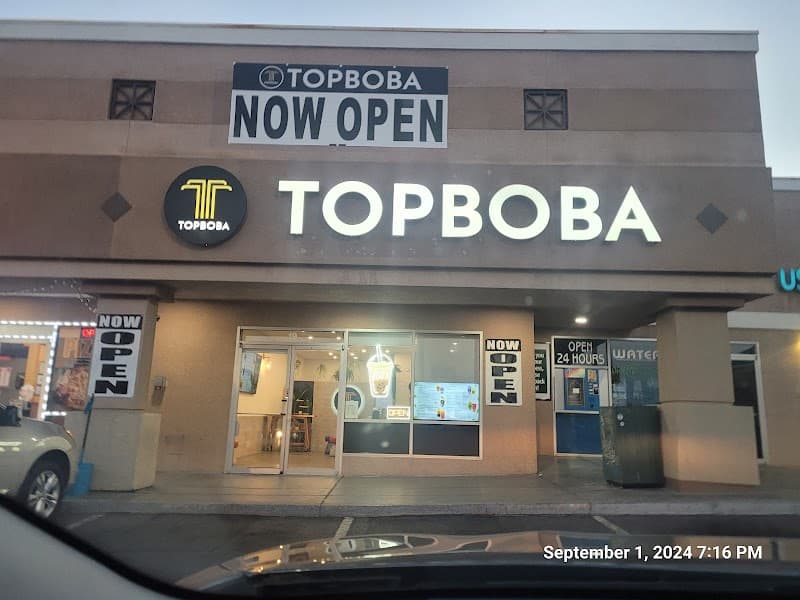 TOPBOBA
NOW OPEN
TOPBOBA
TOPBOBA
US
NOW
OPEN
NOW
OPEN
OPEN
OPEN
24 HOURS
WATER
September 1, 2024 7:16 PM